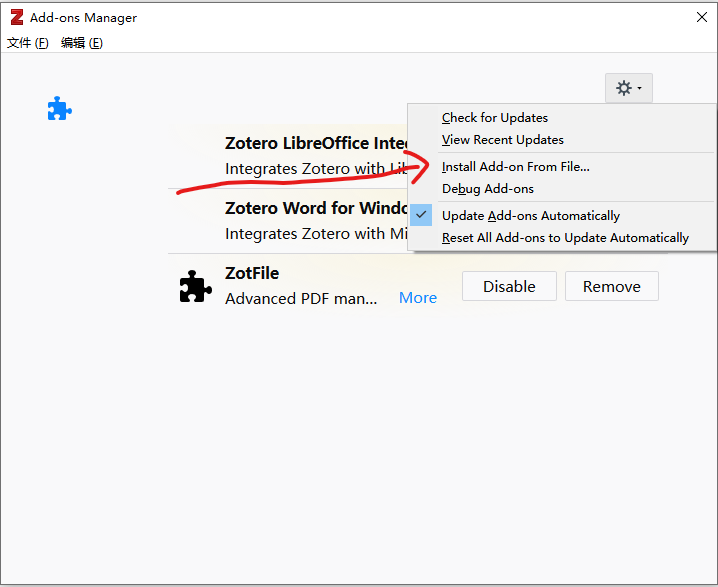 Add-ons Manager
文件 (F) 编辑 (E)
Check for Updates
View Recent Updates
Install Add-on From File...
Debug Add-ons
Update Add-ons Automatically
Reset All Add-ons to Update Automatically
Zotero LibreOffice Inte
Integrates Zotero with Lib
Zotero Word for Windo
Integrates Zotero with Mi
ZotFile
Advanced PDF man... More
Disable Remove